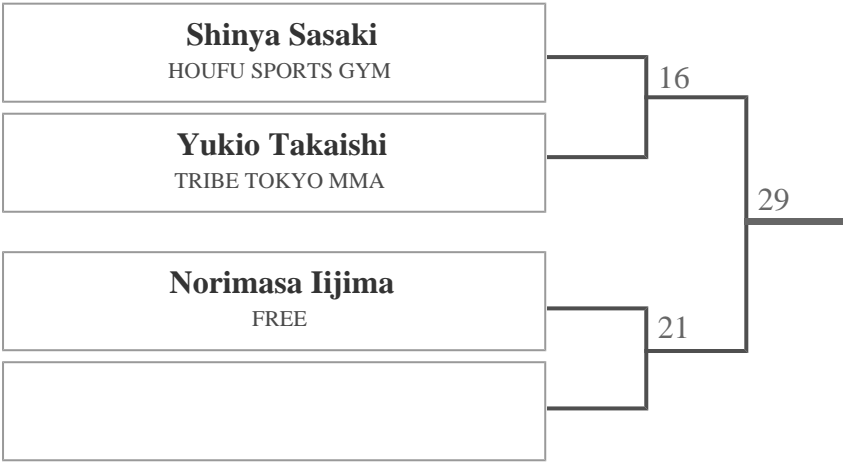 Shinya Sasaki
HOUFU SPORTS GYM
16
Yukio Takaishi
TRIBE TOKYO MMA
29
Norimasa Iijima
FREE
21